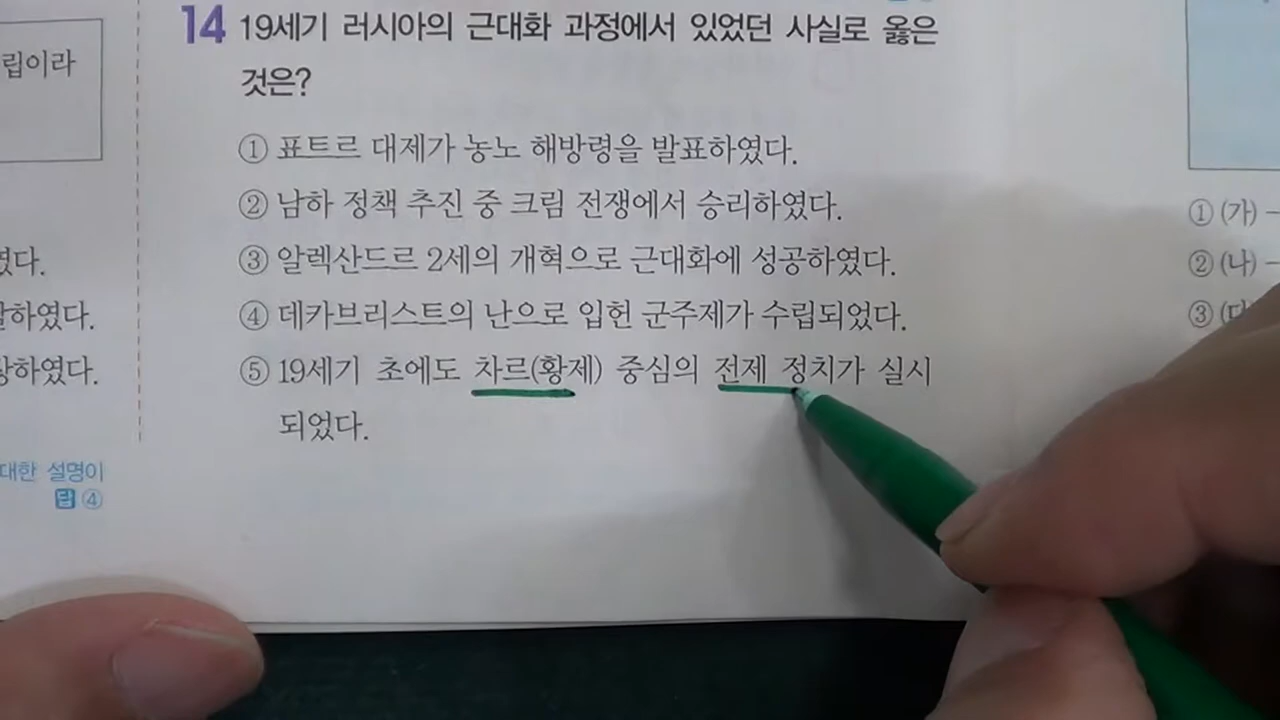 립이라
14 19세기 러시아의 근대화 과정에서 있었던 사실로 옳은
것은?
① 표트르 대제가 농노 해방령을 발표하였다.
② 남하 정책 추진 중 크림 전쟁에서 승리하였다.
③ 알렉산드르 2세의 개혁으로 근대화에 성공하였다.
④ 데카브리스트의 난으로 입헌 군주제가 수립되었다.
⑤ 19세기 초에도 차르(황제) 중심의 전제 정치가 실시
되었다.
었다.
하였다.
하였다.
대한 설명이
답 ④
① (가) –
② (나) –
③